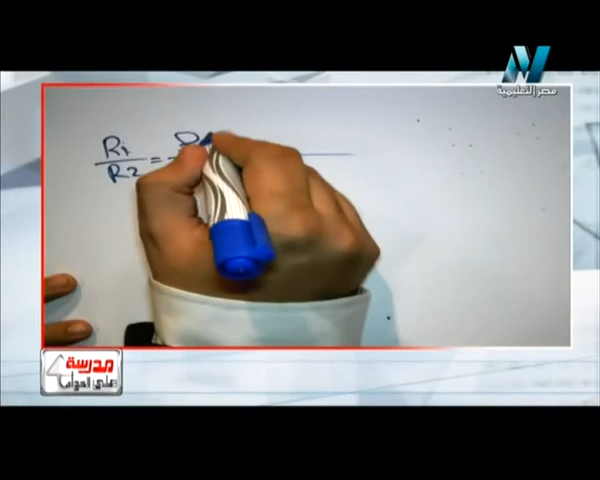 مصر التعليمية
R1
R2 =
مدرسة
على الهواء